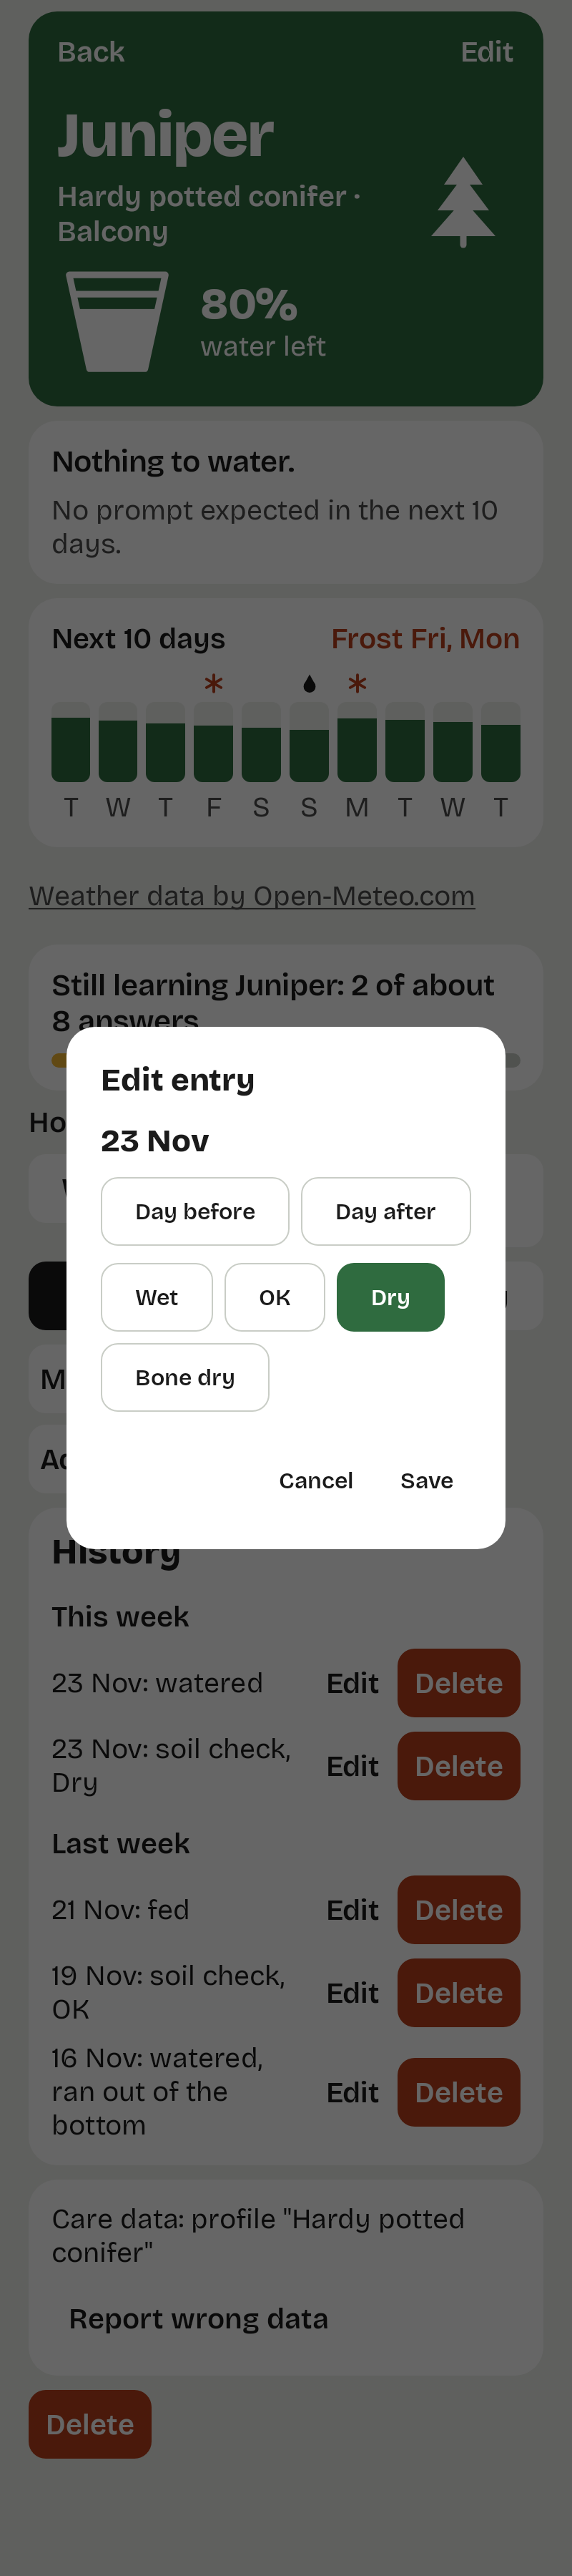 Back
Edit
Juniper
Hardy potted conifer ·
Balcony
80%
water left
Nothing to water.
No prompt expected in the next 10
days.
Next 10 days
Frost Fri, Mon
T W T F S S M T W T
Weather data by Open-Meteo.com
Still learning Juniper: 2 of about
8 answers
Edit entry
23 Nov
Day before
Day after
Wet
OK
Dry
Bone dry
Cancel
Save
History
This week
23 Nov: watered
Edit
Delete
23 Nov: soil check,
Dry
Edit
Delete
Last week
21 Nov: fed
Edit
Delete
19 Nov: soil check,
OK
Edit
Delete
16 Nov: watered,
ran out of the
bottom
Edit
Delete
Care data: profile "Hardy potted
conifer"
Report wrong data
Delete